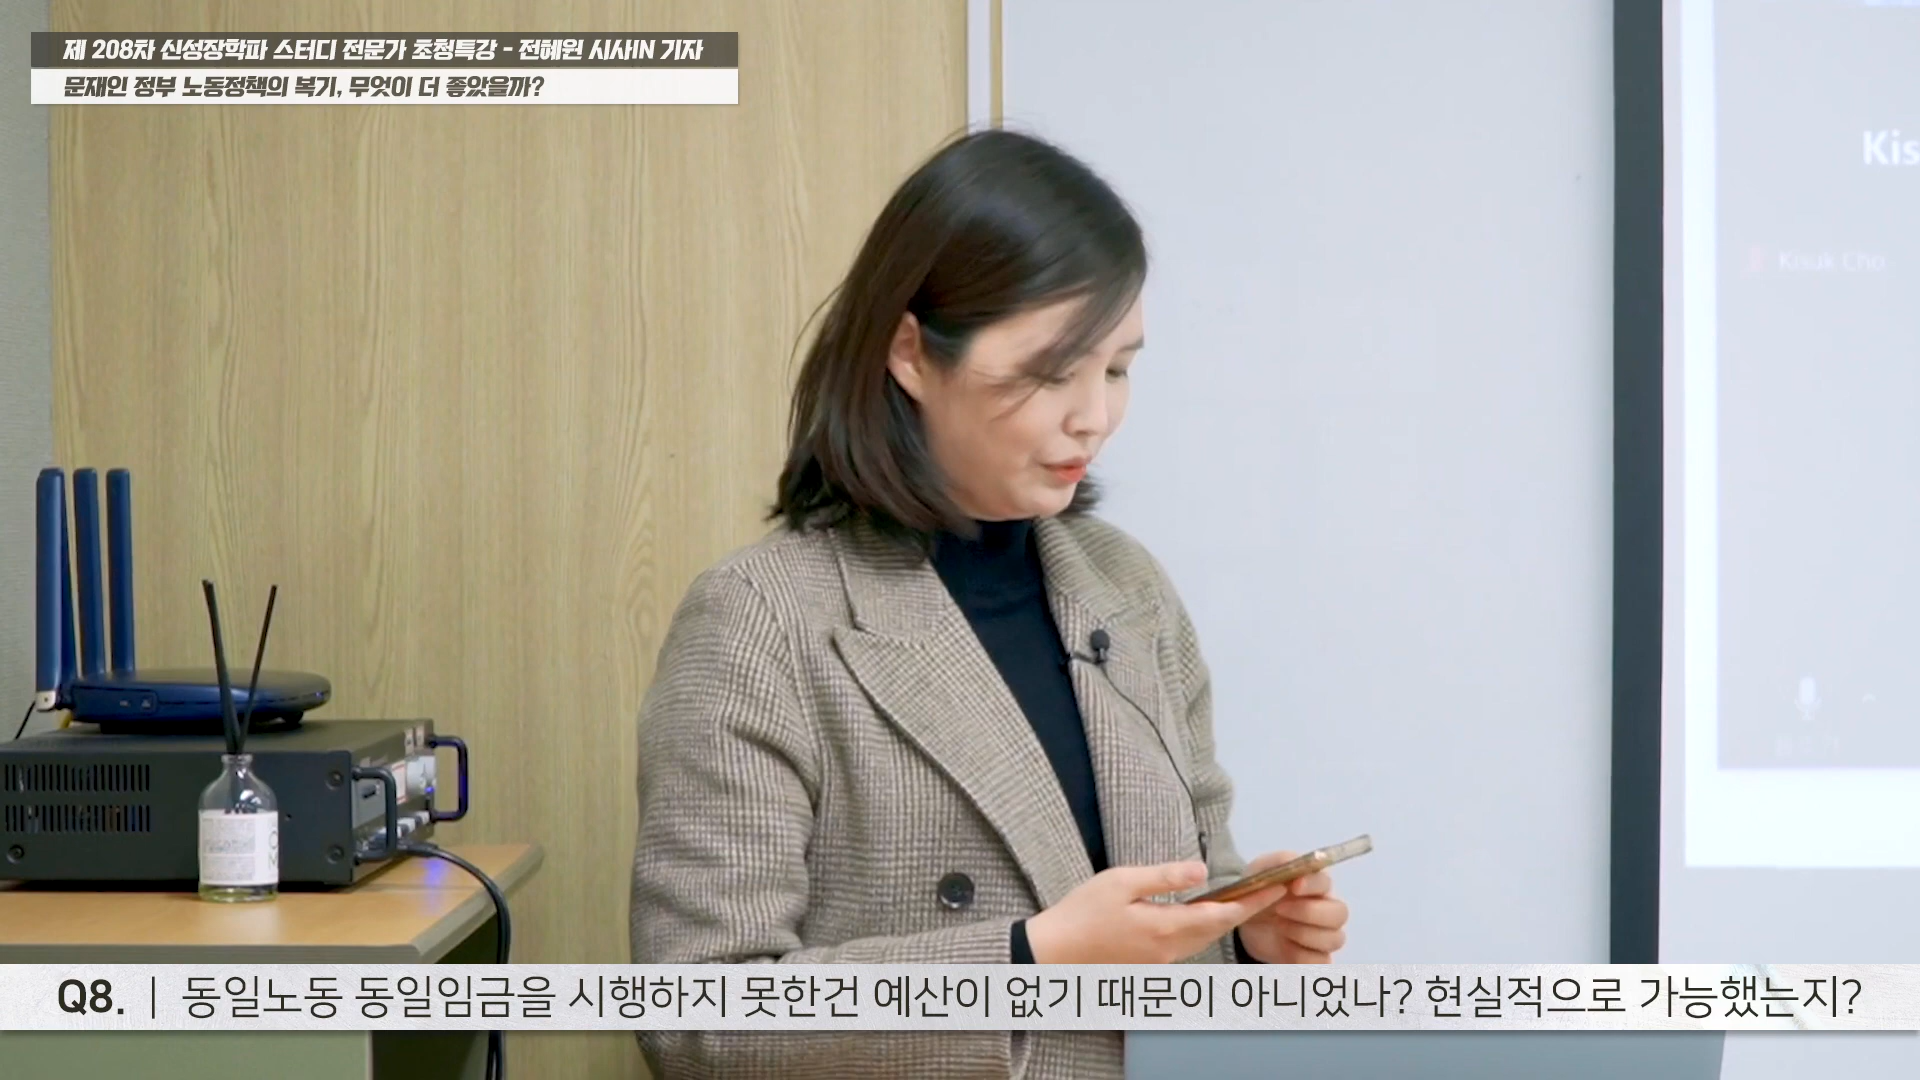 제 208차 신성장학파 스터디 전문가 초청특강 - 전혜원 시사IN 기자
문재인 정부 노동정책의 복기, 무엇이 더 좋았을까?
Kis
Kisuk Cho
Q8. | 동일노동 동일임금을 시행하지 못한건 예산이 없기 때문이 아니었나? 현실적으로 가능했는지?